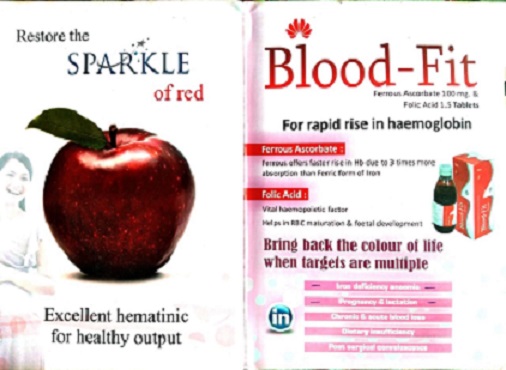 Restore the
SPARKLE
of red
Excellent hematinic
for healthy output
Blood-Fit
Ferrous Ascorbate 100 mg. &
Folic Acid 1.5 Tablets
For rapid rise in haemoglobin
Ferrous Ascorbate :
Ferrous offers faster rise in Hb due to 3 times more
absorption than Ferric form of Iron
Folic Acid :
Vital haemopoietic factor
Helps in RBC maturation & foetal development
Bring back the colour of life
when targets are multiple
Iron deficiency anaemia
Pregnancy & lactation
Chronic & acute blood loss
Dietary insufficiency
Post surgical convalescence
in